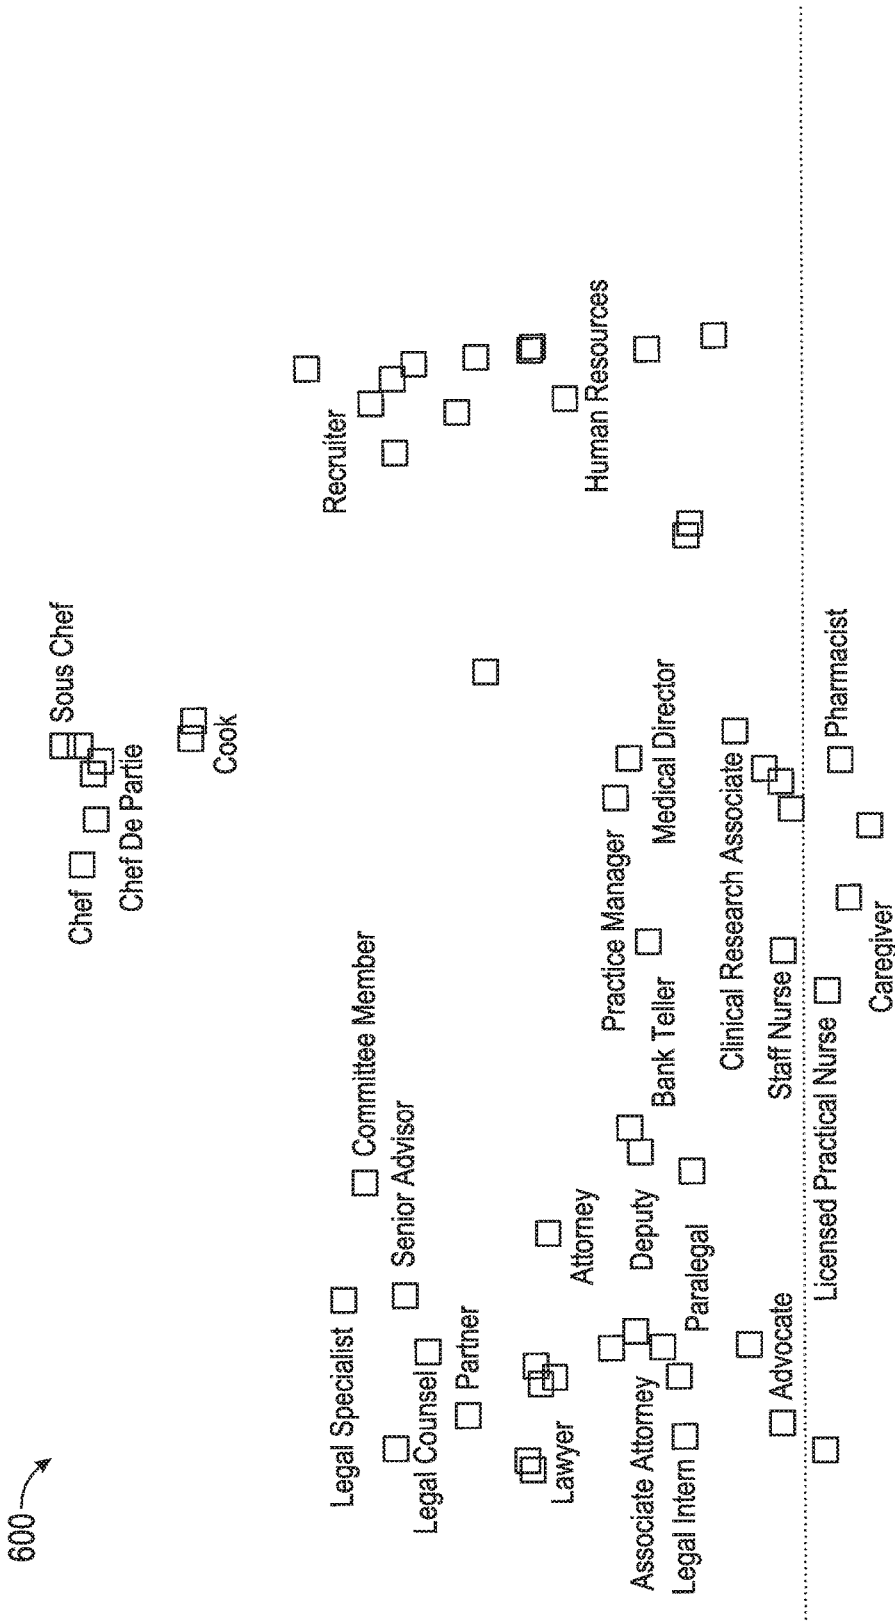 600
Legal Specialist
Committee Member
Chef
Sous Chef
Chef De Partie
Cook
Recruiter
Senior Advisor
Legal Counsel
Partner
Lawyer
Attorney
Human Resources
Practice Manager
Medical Director
Bank Teller
Deputy
Associate Attorney
Paralegal
Legal Intern
Clinical Research Associate
Staff Nurse
Advocate
Licensed Practical Nurse
Pharmacist
Caregiver